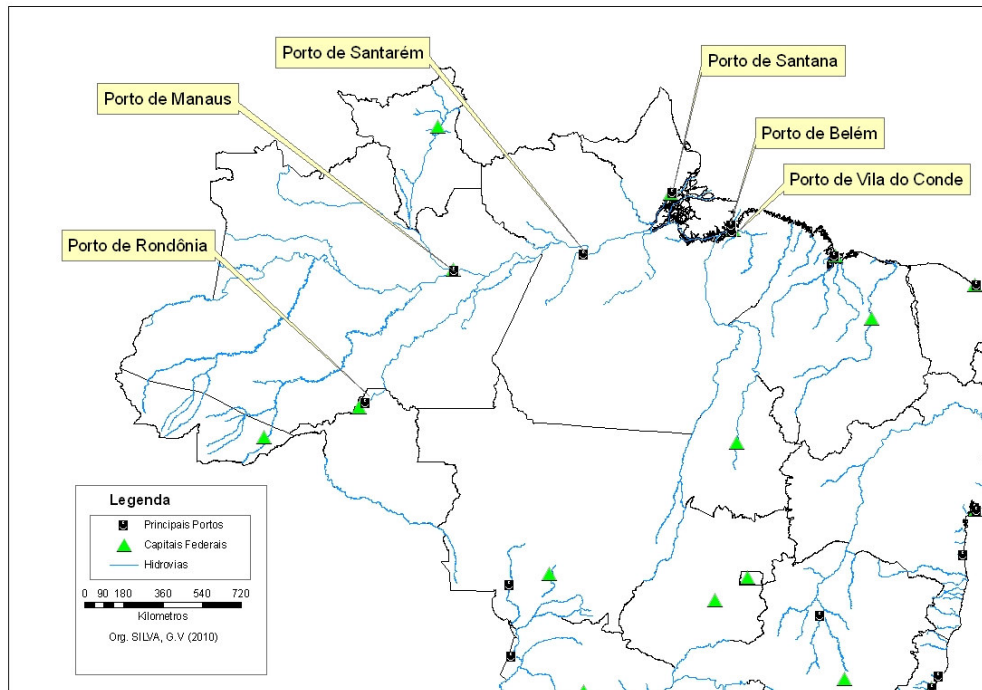 Porto de Santarém
Porto de Santana
Porto de Manaus
Porto de Belém
Porto de Vila do Conde
Porto de Rondônia
Legenda
Principais Portos
Capitais Federais
Hidrovias
0 90 180 360 540 720
Kilometros
Org. SILVA, G.V (2010)